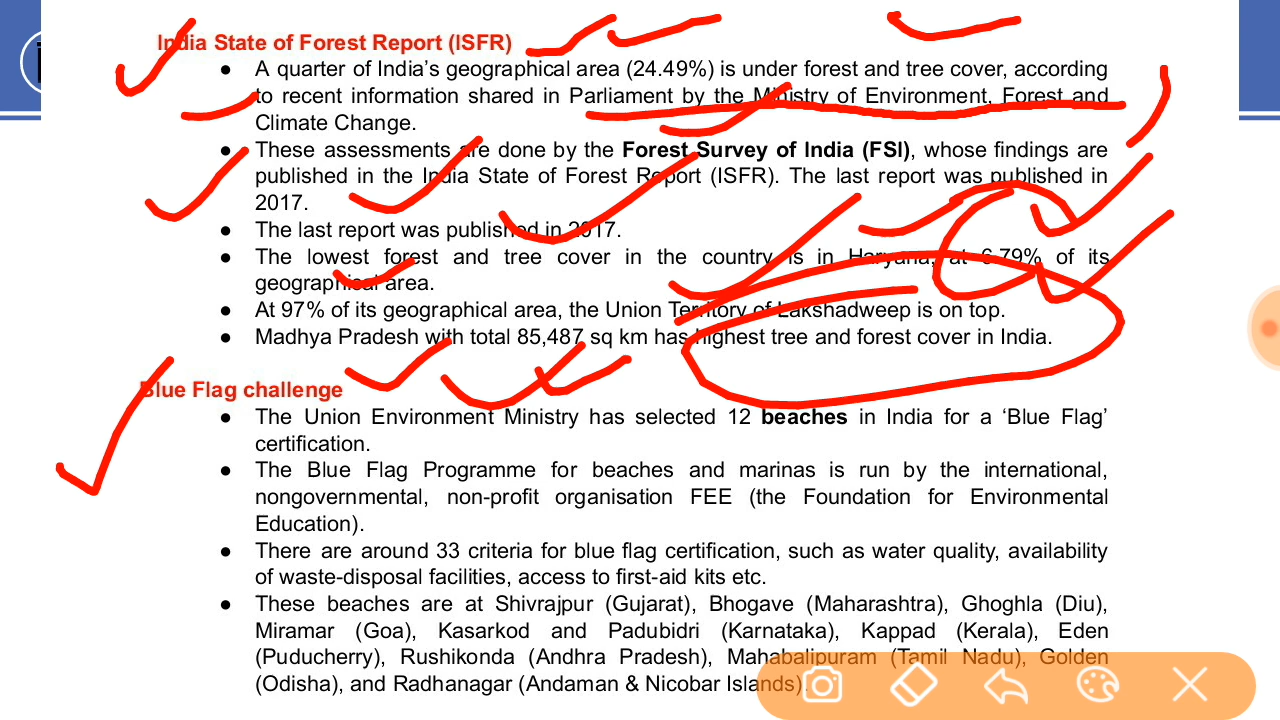 India State of Forest Report (ISFR)
● A quarter of India's geographical area (24.49%) is under forest and tree cover, according
to recent information shared in Parliament by the Ministry of Environment, Forest and
Climate Change.
● These assessments are done by the Forest Survey of India (FSI), whose findings are
published in the India State of Forest Report (ISFR). The last report was published in
2017.
● The last report was published in 2017.
● The lowest forest and tree cover in the country is in Haryana, at 6.79% of its
geographical area.
● At 97% of its geographical area, the Union Territory of Lakshadweep is on top.
● Madhya Pradesh with total 85,487 sq km has highest tree and forest cover in India.
Blue Flag challenge
● The Union Environment Ministry has selected 12 beaches in India for a ‘Blue Flag’
certification.
● The Blue Flag Programme for beaches and marinas is run by the international,
nongovernmental, non-profit organisation FEE (the Foundation for Environmental
Education).
● There are around 33 criteria for blue flag certification, such as water quality, availability
of waste-disposal facilities, access to first-aid kits etc.
● These beaches are at Shivrajpur (Gujarat), Bhogave (Maharashtra), Ghoghla (Diu),
Miramar (Goa), Kasarkod and Padubidri (Karnataka), Kappad (Kerala), Eden
(Puducherry), Rushikonda (Andhra Pradesh), Mahabalipuram (Tamil Nadu), Golden
(Odisha), and Radhanagar (Andaman & Nicobar Islands).